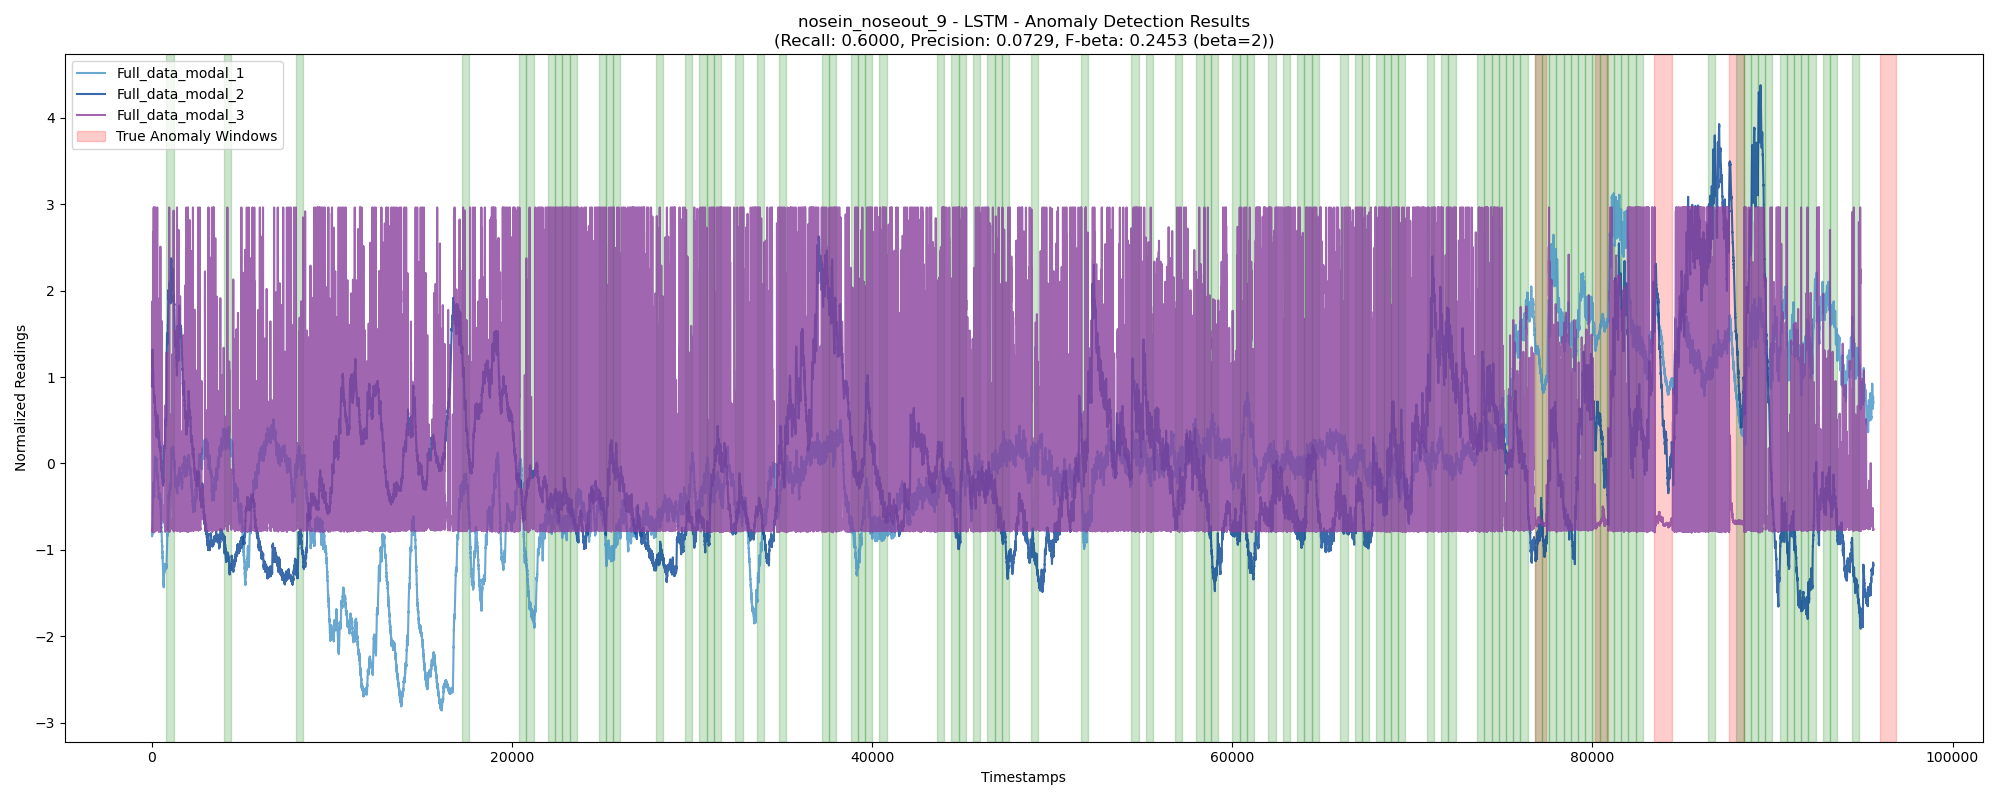 nosein_noseout_9 - LSTM - Anomaly Detection Results
(Recall: 0.6000, Precision: 0.0729, F-beta: 0.2453 (beta=2))
Full_data_modal_1
Full_data_modal_2
Full_data_modal_3
True Anomaly Windows
Normalized Readings
4
3
2
1
0
−1
−2
−3
0
20000
40000
60000
80000
100000
Timestamps